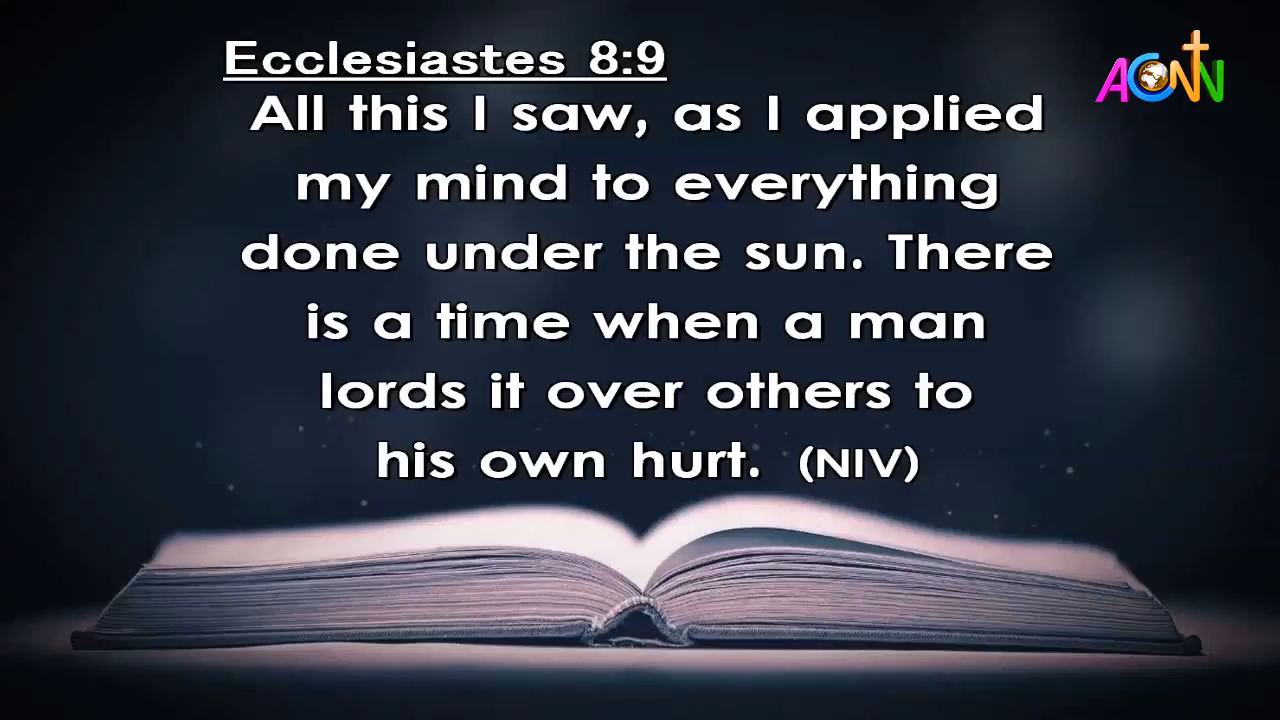 Ecclesiastes 8:9
ACNN
All this I saw, as I applied
my mind to everything
done under the sun. There
is a time when a man
lords it over others to
his own hurt. (NIV)